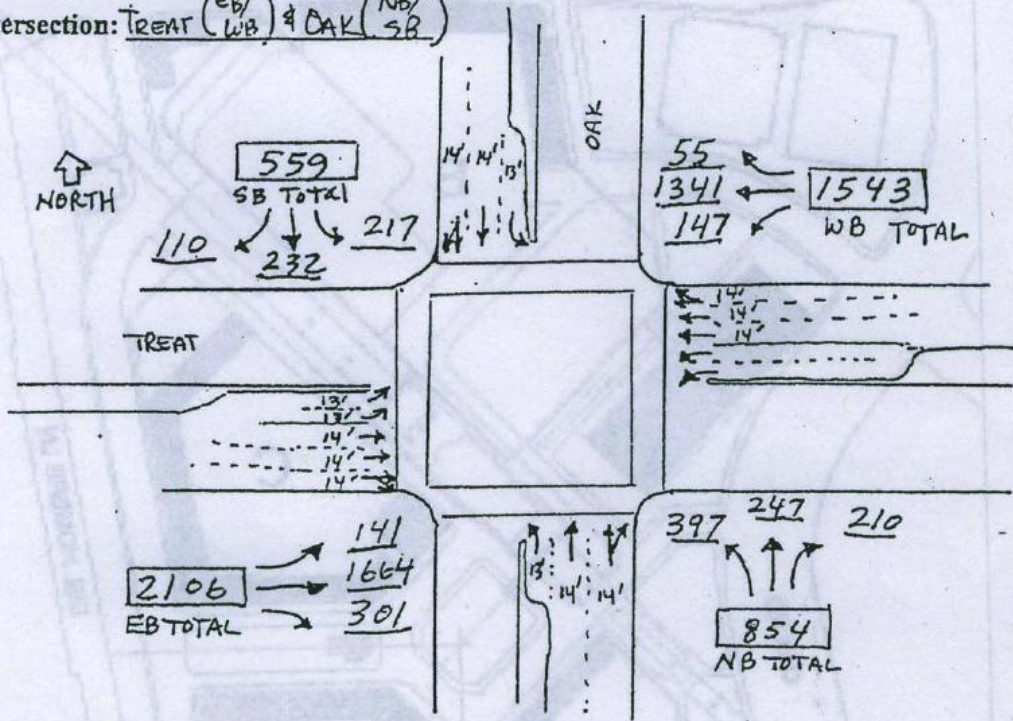 ersection: TREAT (EB/WB) & OAK (NB/SB)
NORTH
559
SB TOTAL
110
232
217
14' 14' 13'
OAK
55
1341
147
1543
WB TOTAL
TREAT
14'
14'
14'
13'
13'
14'
14'
14'
141
1664
301
2106
EB TOTAL
13' 14' 14'
397
247
210
854
NB TOTAL